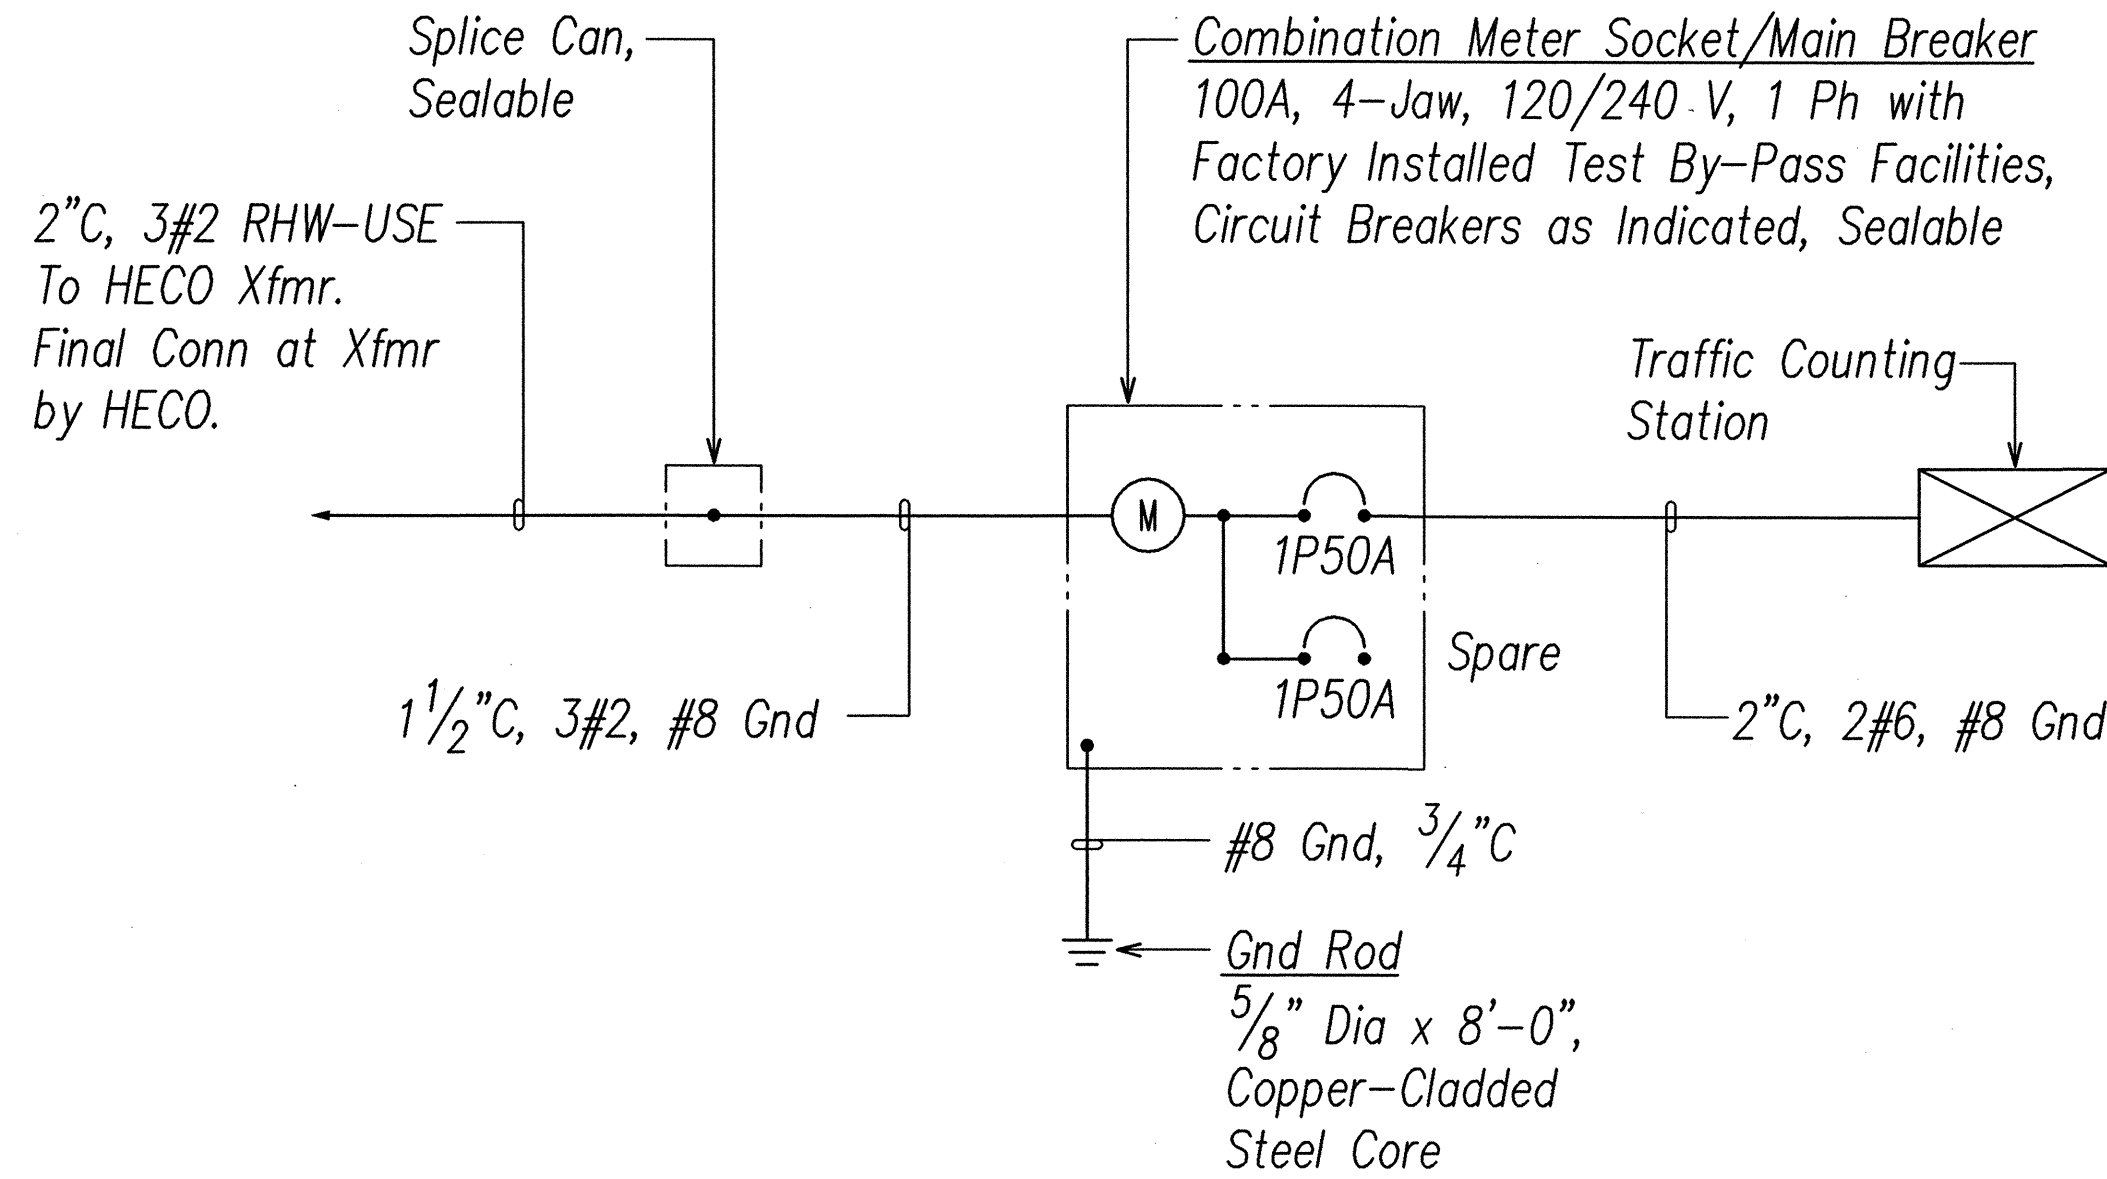 Splice Can,
Sealable
Combination Meter Socket/Main Breaker
100A, 4-Jaw, 120/240 V, 1 Ph with
Factory Installed Test By-Pass Facilities,
Circuit Breakers as Indicated, Sealable
2"C, 3#2 RHW-USE
To HECO Xfmr.
Final Conn at Xfmr
by HECO.
Traffic Counting
Station
M
1P50A
1P50A
Spare
1 1/2"C, 3#2, #8 Gnd
2"C, 2#6, #8 Gnd
#8 Gnd, 3/4"C
Gnd Rod
5/8" Dia x 8'-0",
Copper-Cladded
Steel Core